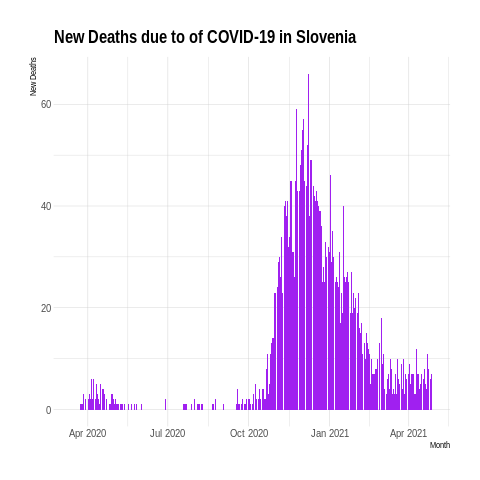 New Deaths due to of COVID-19 in Slovenia
New Deaths
60
40
20
0
Apr 2020 Jul 2020 Oct 2020 Jan 2021 Apr 2021
Month